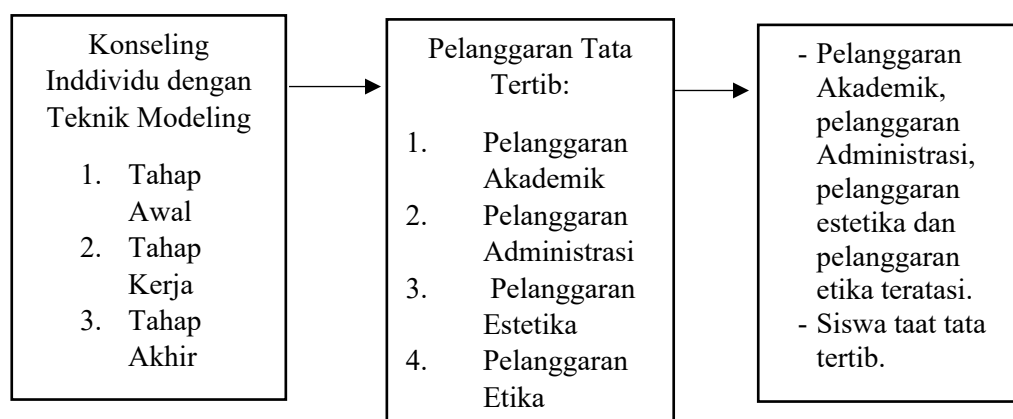 Konseling
Inddividu dengan
Teknik Modeling
1. Tahap
Awal
2. Tahap
Kerja
3. Tahap
Akhir
Pelanggaran Tata
Tertib:
1. Pelanggaran
Akademik
2. Pelanggaran
Administrasi
3. Pelanggaran
Estetika
4. Pelanggaran
Etika
- Pelanggaran
Akademik,
pelanggaran
Administrasi,
pelanggaran
estetika dan
pelanggaran
etika teratasi.
- Siswa taat tata
tertib.